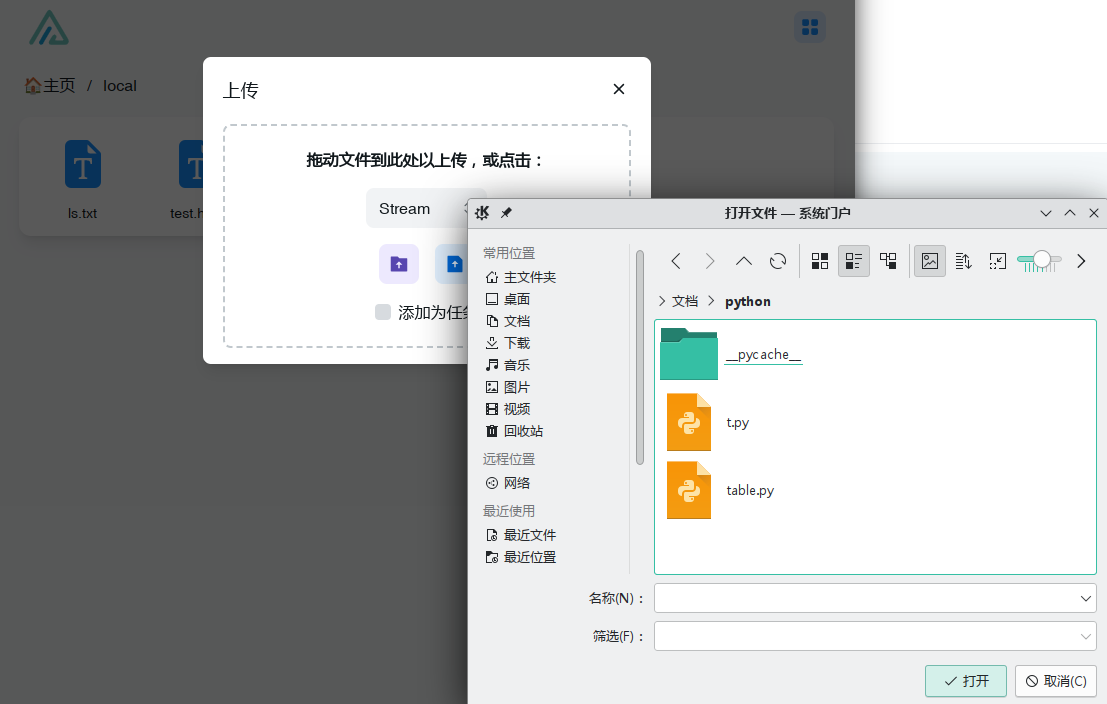 🏠主页 / local
ls.txt
test.h
上传
拖动文件到此处以上传，或点击：
Stream
添加为任务
打开文件 — 系统门户
常用位置
主文件夹
桌面
文档
下载
音乐
图片
视频
回收站
远程位置
网络
最近使用
最近文件
最近位置
文档 > python
__pycache__
t.py
table.py
名称(N)：
筛选(F)：
打开
取消(C)